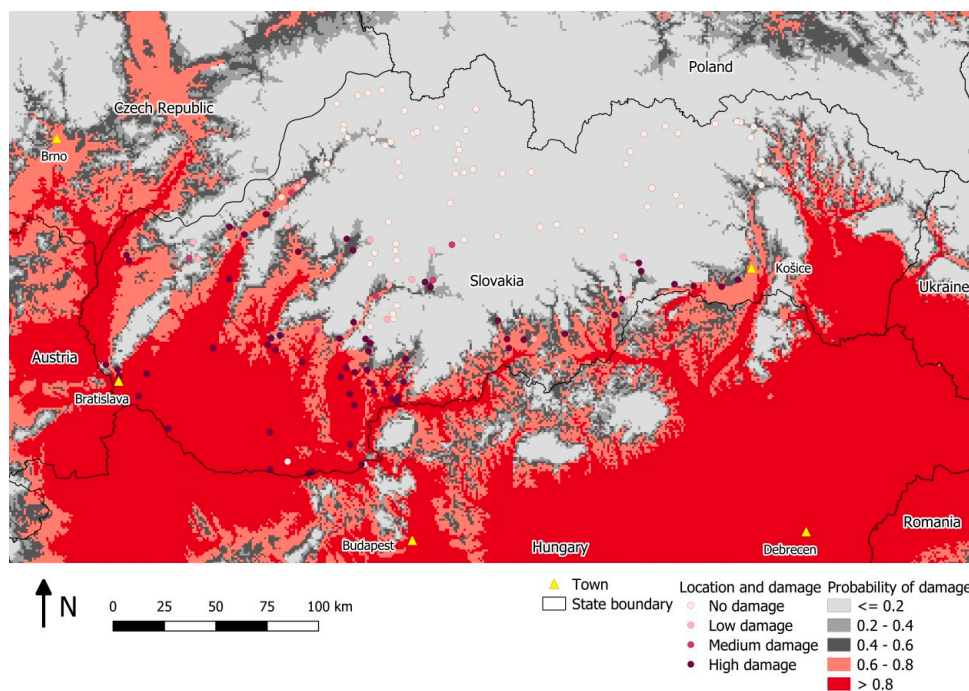 Poland
Czech Republic
Brno
Slovakia
Košice
Ukraine
Austria
Bratislava
Romania
Budapest
Hungary
Debrecen
N
0 25 50 75 100 km
Town
State boundary
Location and damage
No damage
Low damage
Medium damage
High damage
Probability of damage
<= 0.2
0.2 - 0.4
0.4 - 0.6
0.6 - 0.8
> 0.8